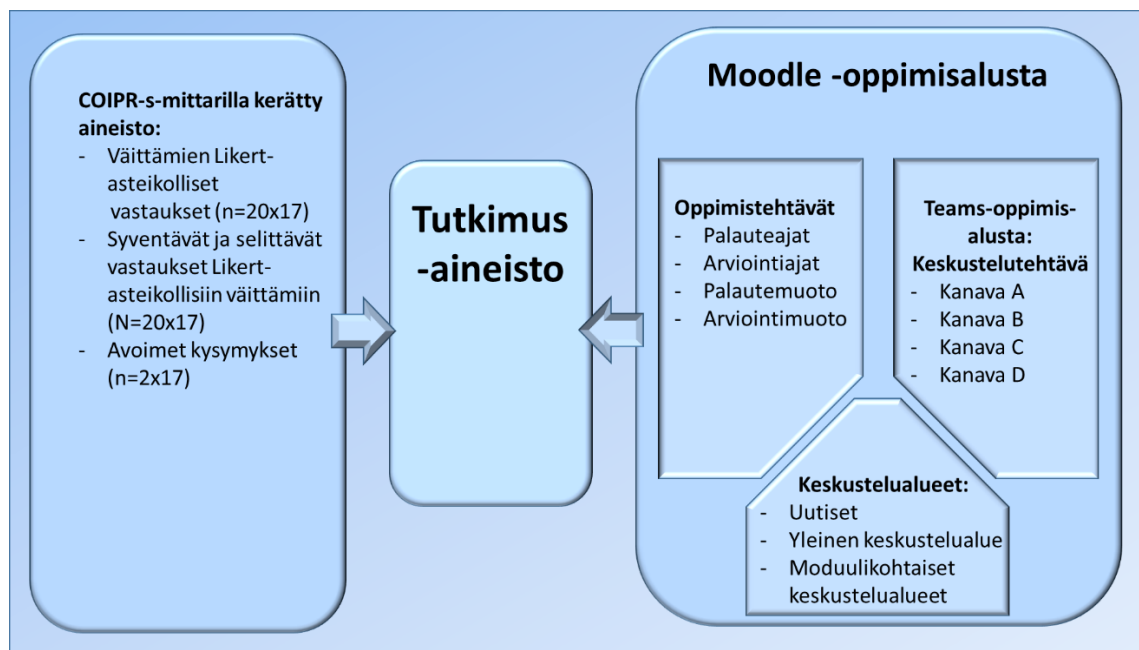 COIPR-s-mittarilla kerätty
aineisto:
- Väittämien Likert-
asteikolliset
vastaukset (n=20x17)
- Syventävät ja selittävät
vastaukset Likert-
asteikollisiin väittämiin
(N=20x17)
- Avoimet kysymykset
(n=2x17)
Tutkimus
-aineisto
Moodle -oppimisalusta
Oppimistehtävät
- Palauteajat
- Arviointiajat
- Palautemuoto
- Arviointimuoto
Teams-oppimis-
alusta:
Keskustelutehtävä
- Kanava A
- Kanava B
- Kanava C
- Kanava D
Keskustelualueet:
- Uutiset
- Yleinen keskustelualue
- Moduulikohtaiset
keskustelualueet